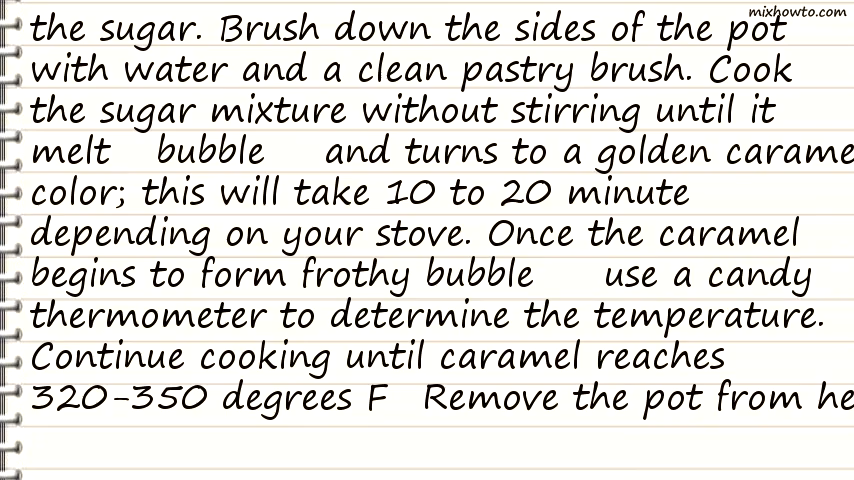 mixhowto.com
the sugar. Brush down the sides of the pot
with water and a clean pastry brush. Cook
the sugar mixture without stirring until it
melt bubble and turns to a golden carame
color; this will take 10 to 20 minute
depending on your stove. Once the caramel
begins to form frothy bubble use a candy
thermometer to determine the temperature.
Continue cooking until caramel reaches
320-350 degrees F Remove the pot from he